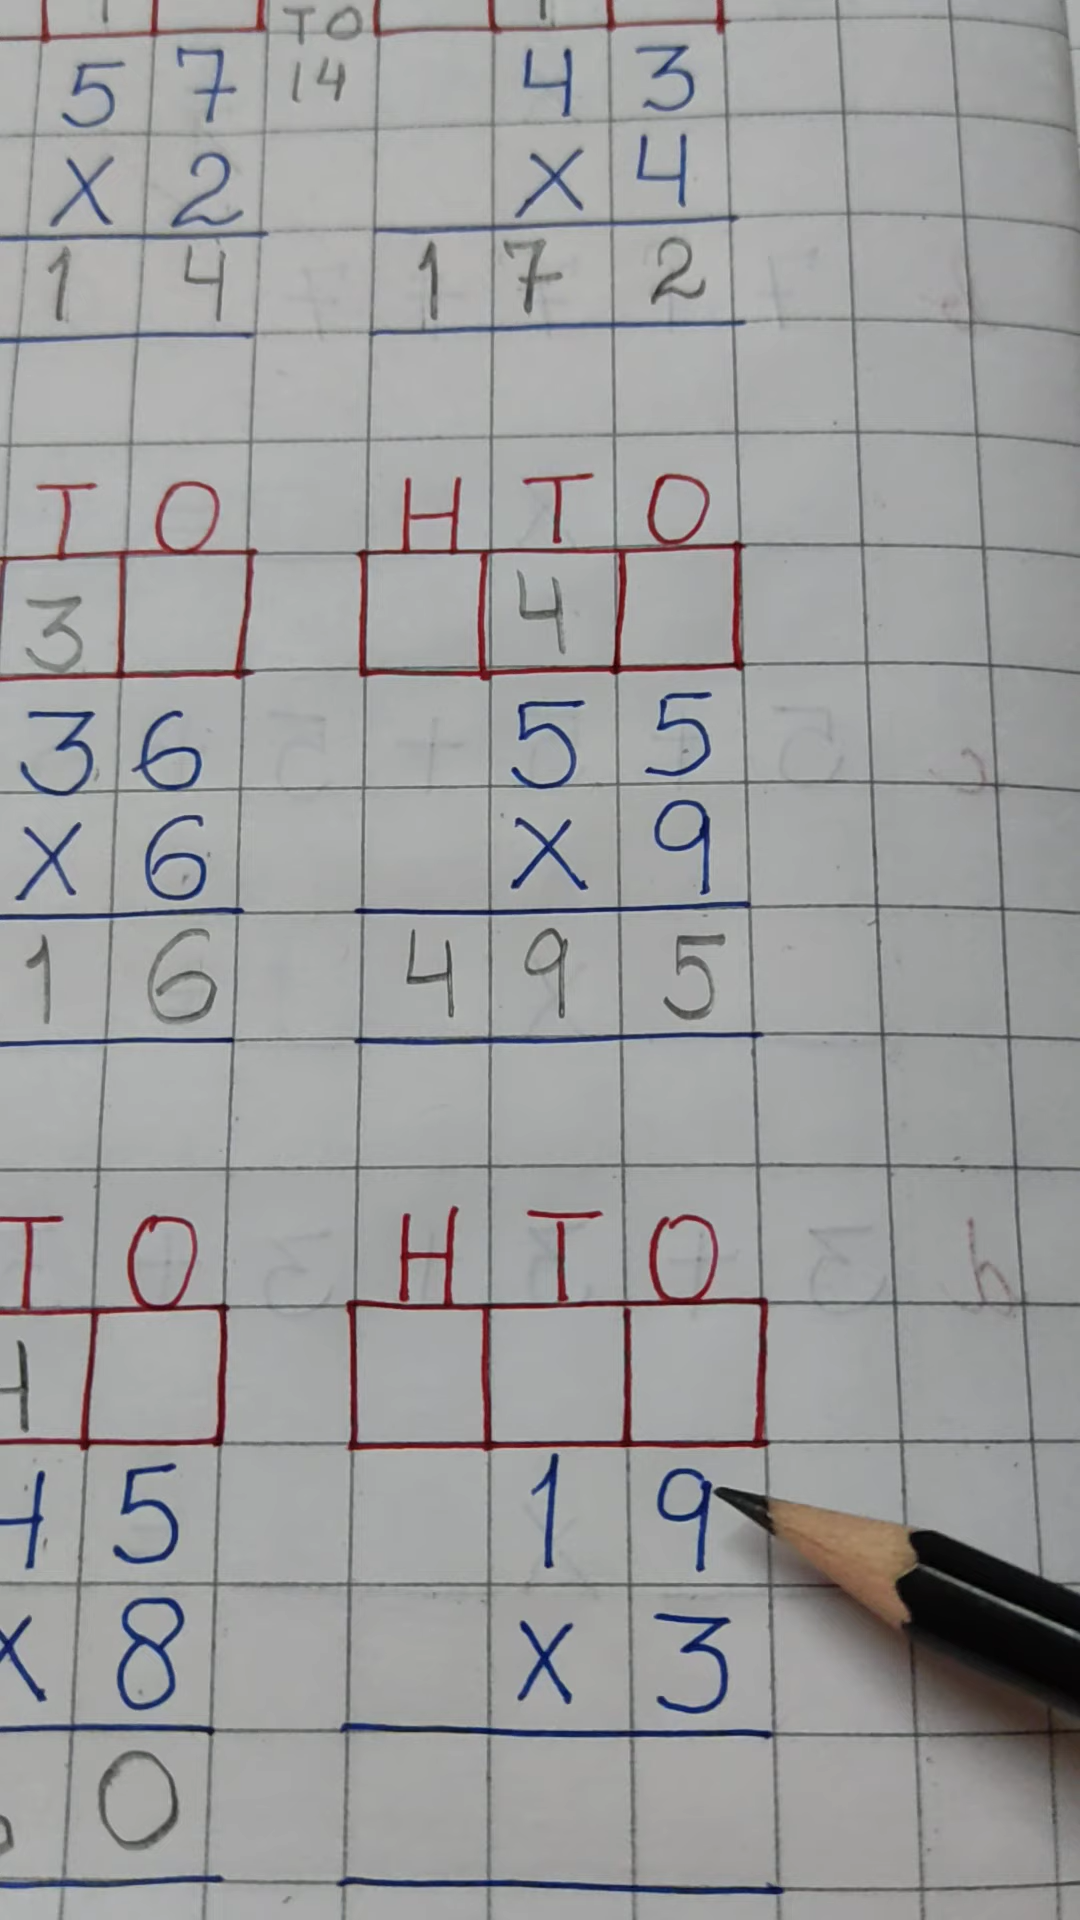 T O
5 7 14 4 3
X 2 X 4
1 4 1 7 2
T O H T O
3 4
3 6 5 5
X 6 X 9
1 6 4 9 5
T O H T O
4
4 5 1 9
X 8 X 3
0